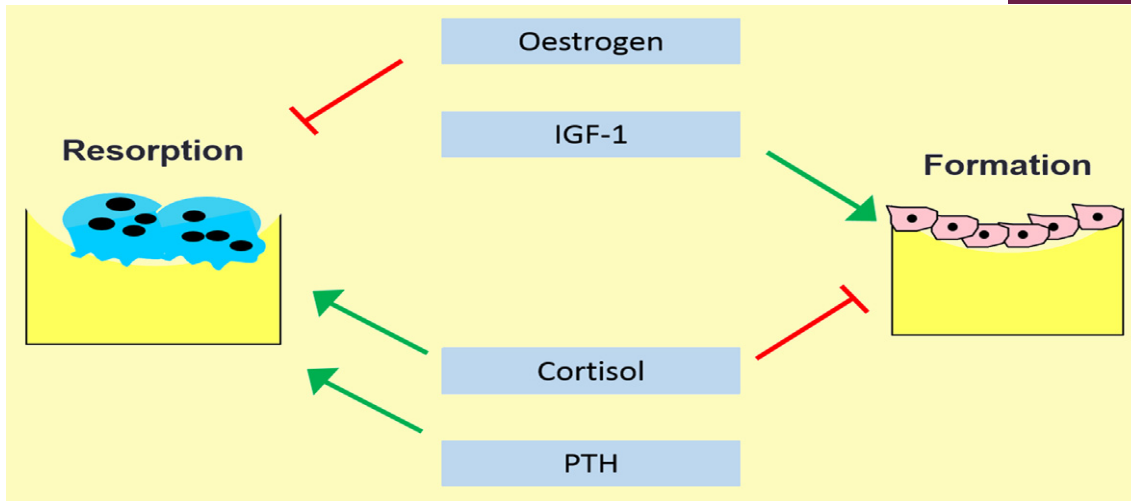 Oestrogen
IGF-1
Resorption
Formation
Cortisol
PTH